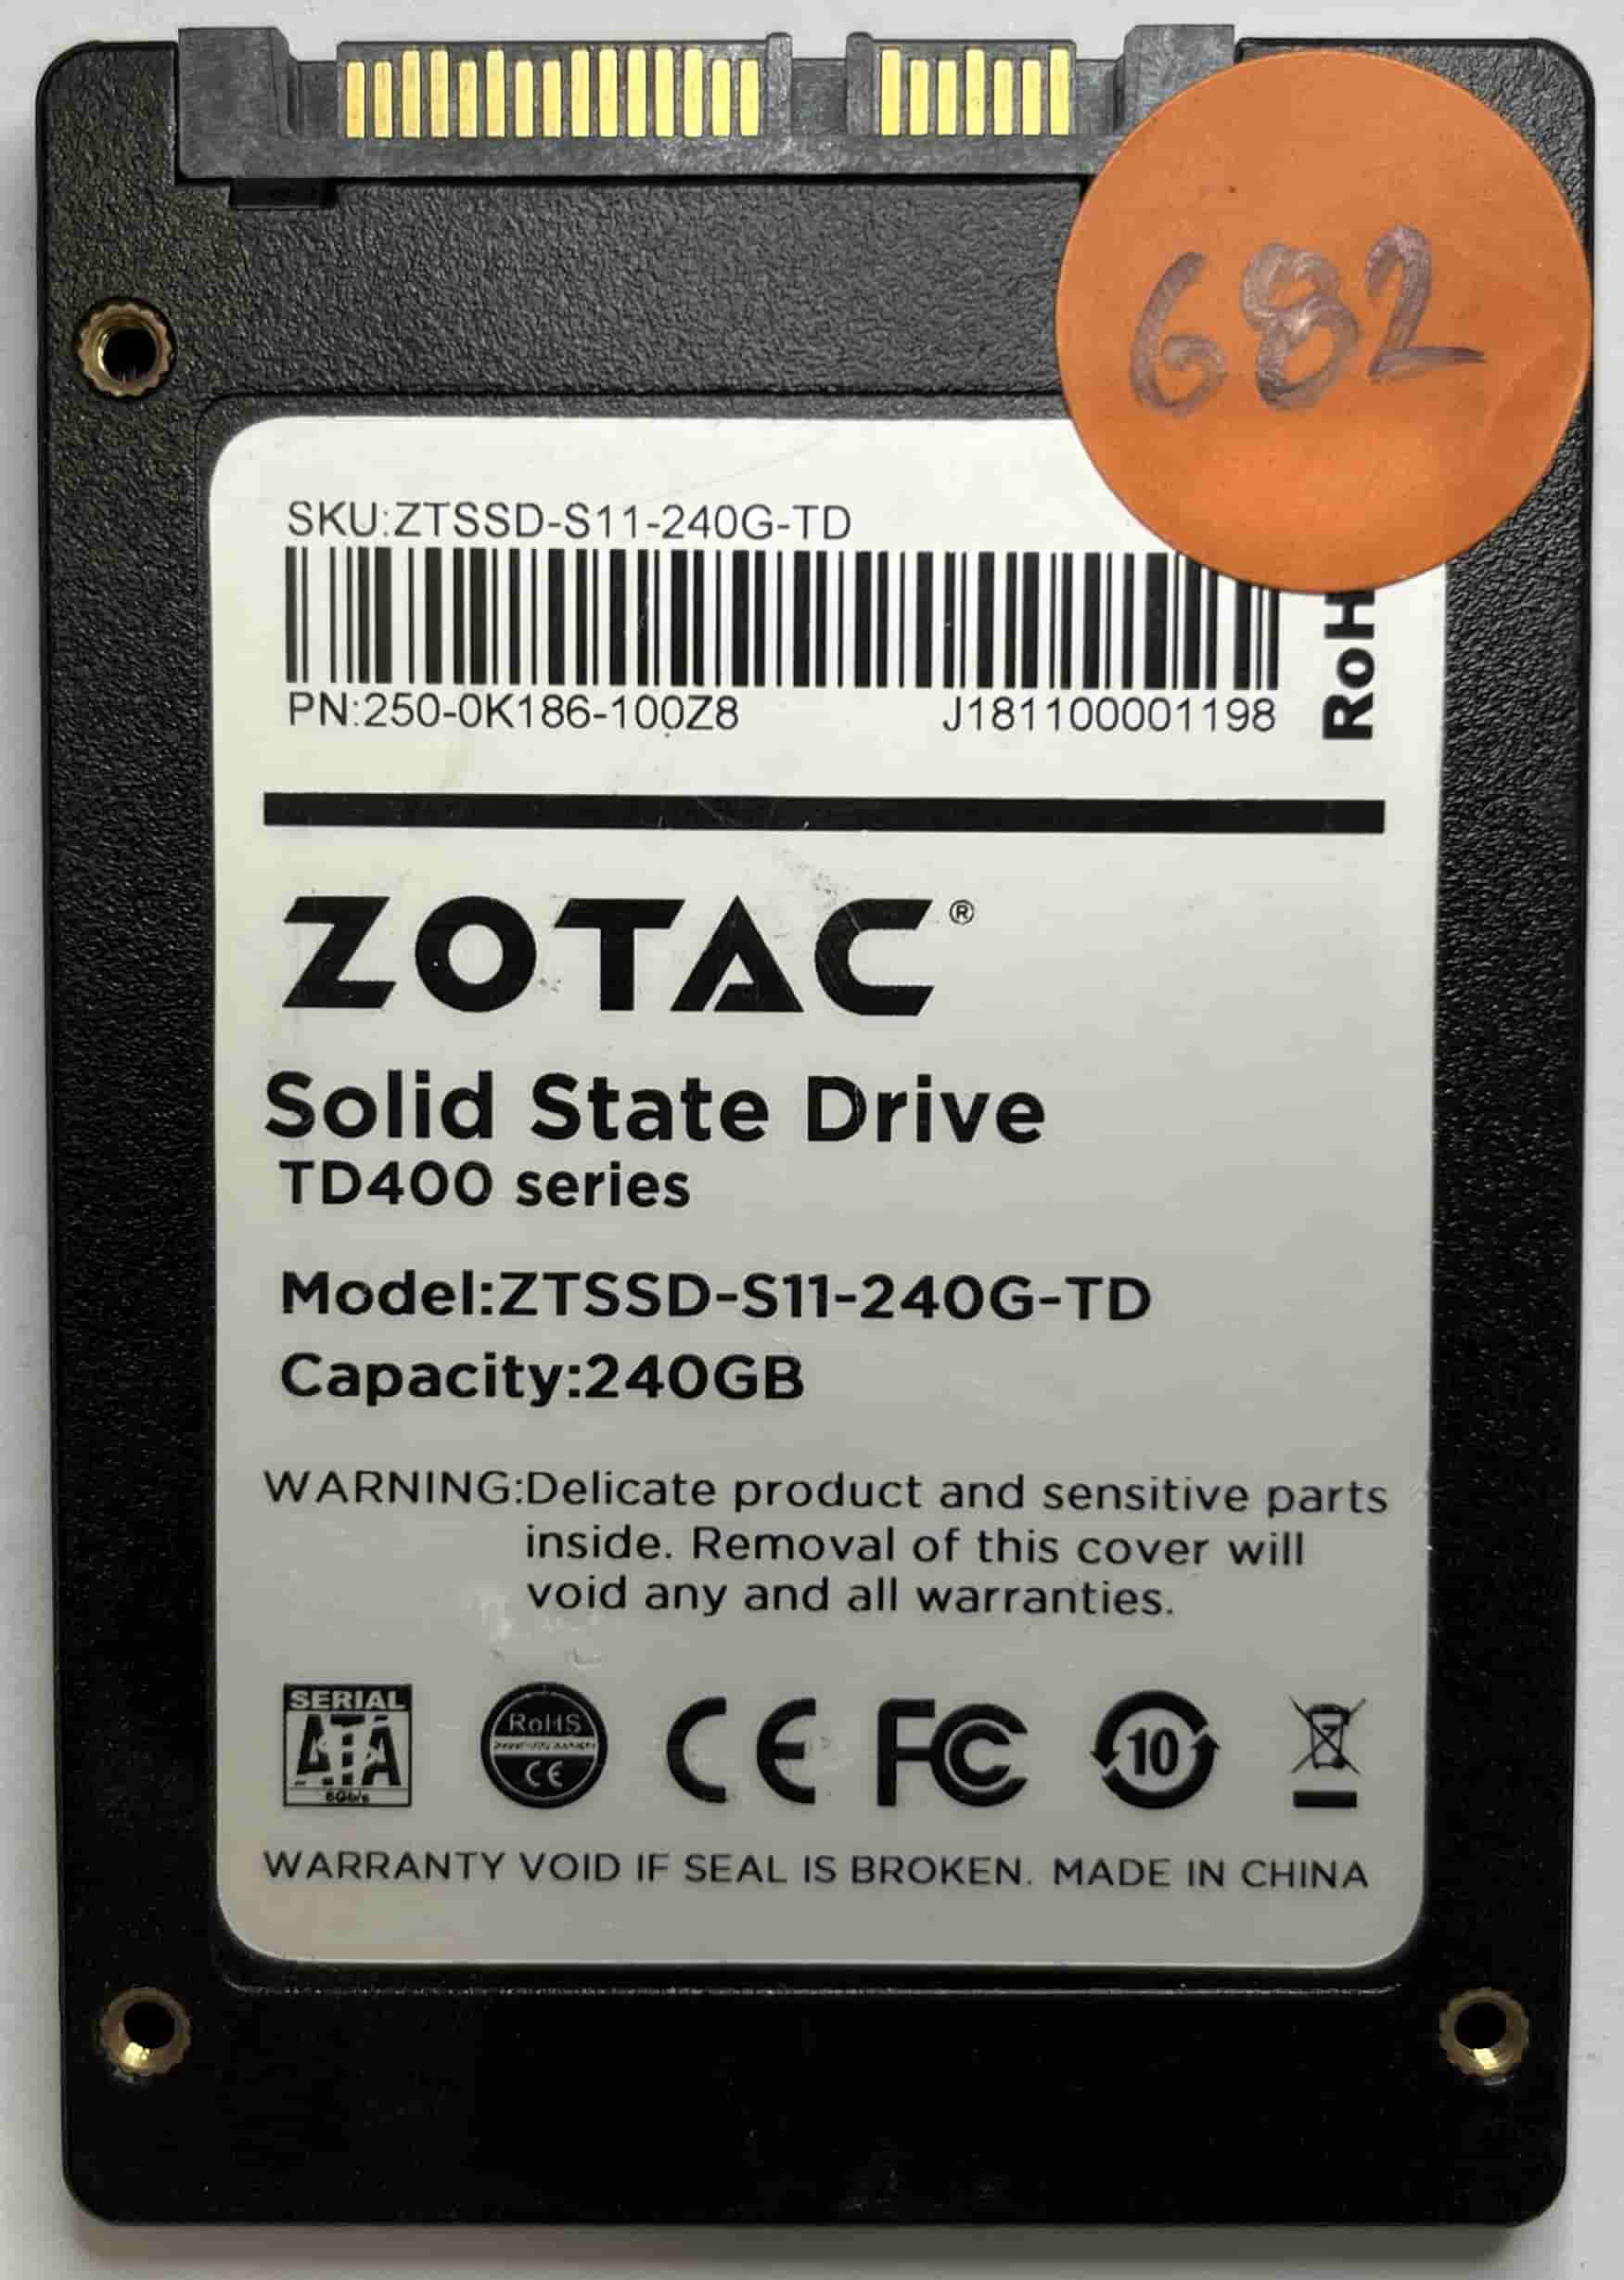 682
SKU:ZTSSD-S11-240G-TD
PN:250-0K186-100Z8 J181100001198
RoH
ZOTAC®
Solid State Drive
TD400 series
Model:ZTSSD-S11-240G-TD
Capacity:240GB
WARNING:Delicate product and sensitive parts
inside. Removal of this cover will
void any and all warranties.
SERIAL
ATA
6Gb/s
RoHS
CE
CE FC 10
WARRANTY VOID IF SEAL IS BROKEN. MADE IN CHINA